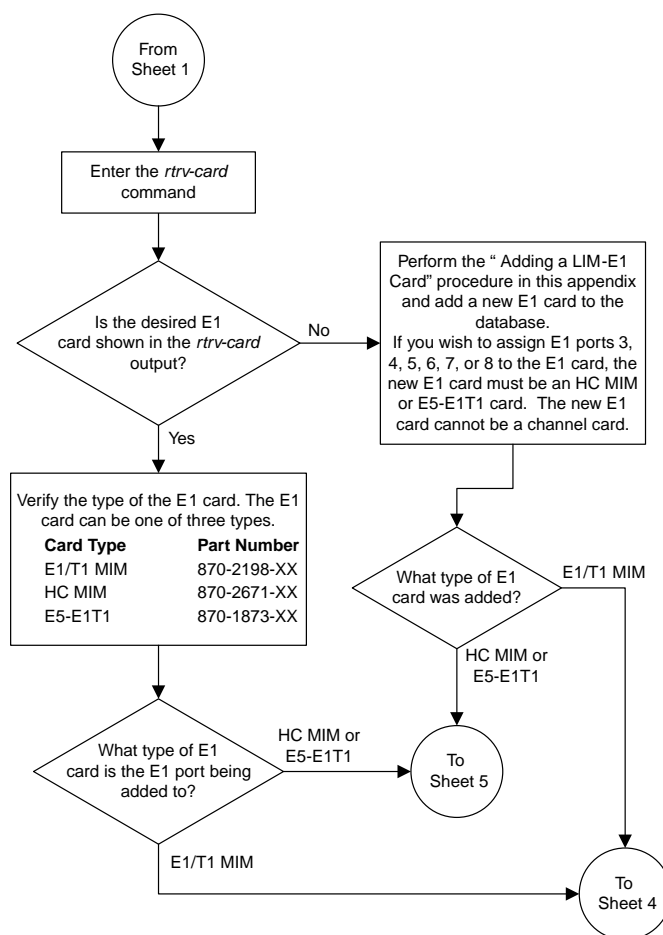 From
Sheet 1
Enter the rtrv-card
command
Is the desired E1
card shown in the rtrv-card
output?
No
Yes
Perform the “ Adding a LIM-E1
Card” procedure in this appendix
and add a new E1 card to the
database.
If you wish to assign E1 ports 3,
4, 5, 6, 7, or 8 to the E1 card, the
new E1 card must be an HC MIM
or E5-E1T1 card. The new E1
card cannot be a channel card.
Verify the type of the E1 card. The E1
card can be one of three types.
Card Type Part Number
E1/T1 MIM 870-2198-XX
HC MIM 870-2671-XX
E5-E1T1 870-1873-XX
What type of E1
card was added?
E1/T1 MIM
HC MIM or
E5-E1T1
What type of E1
card is the E1 port being
added to?
HC MIM or
E5-E1T1
To
Sheet 5
E1/T1 MIM
To
Sheet 4